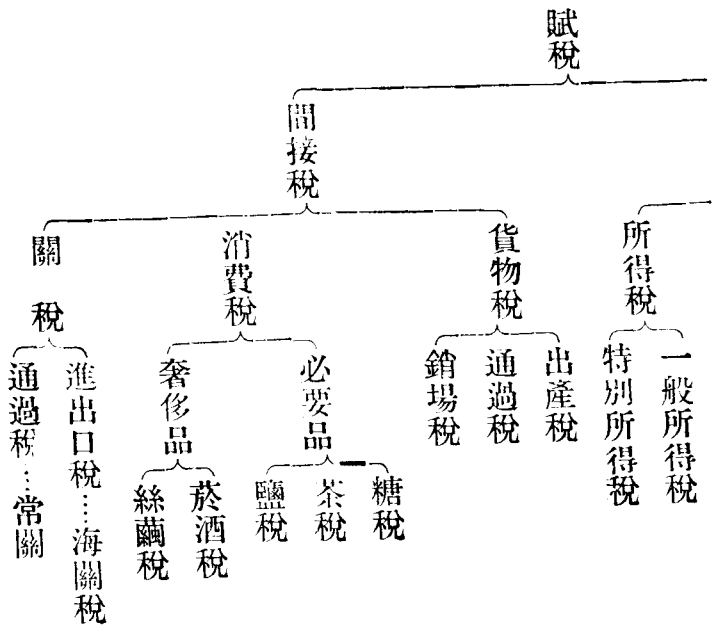 賦稅
所得稅
一般所得稅
特別所得稅
間接稅
貨物稅
出產稅
通過稅
銷塲稅
消費稅
必要品
糖稅
茶稅
鹽稅
奢侈品
菸酒稅
絲繭稅
關稅
進出口稅…海關稅
通過稅…常關